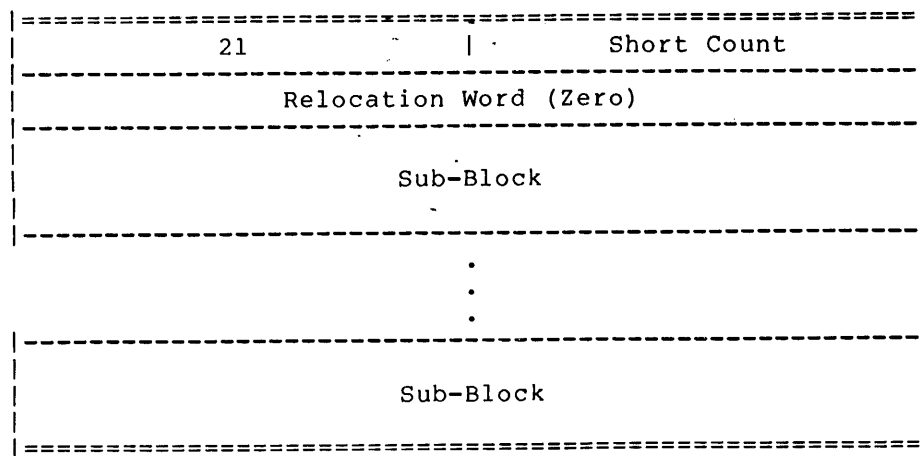 21 | Short Count
Relocation Word (Zero)
Sub-Block
.
.
.
Sub-Block